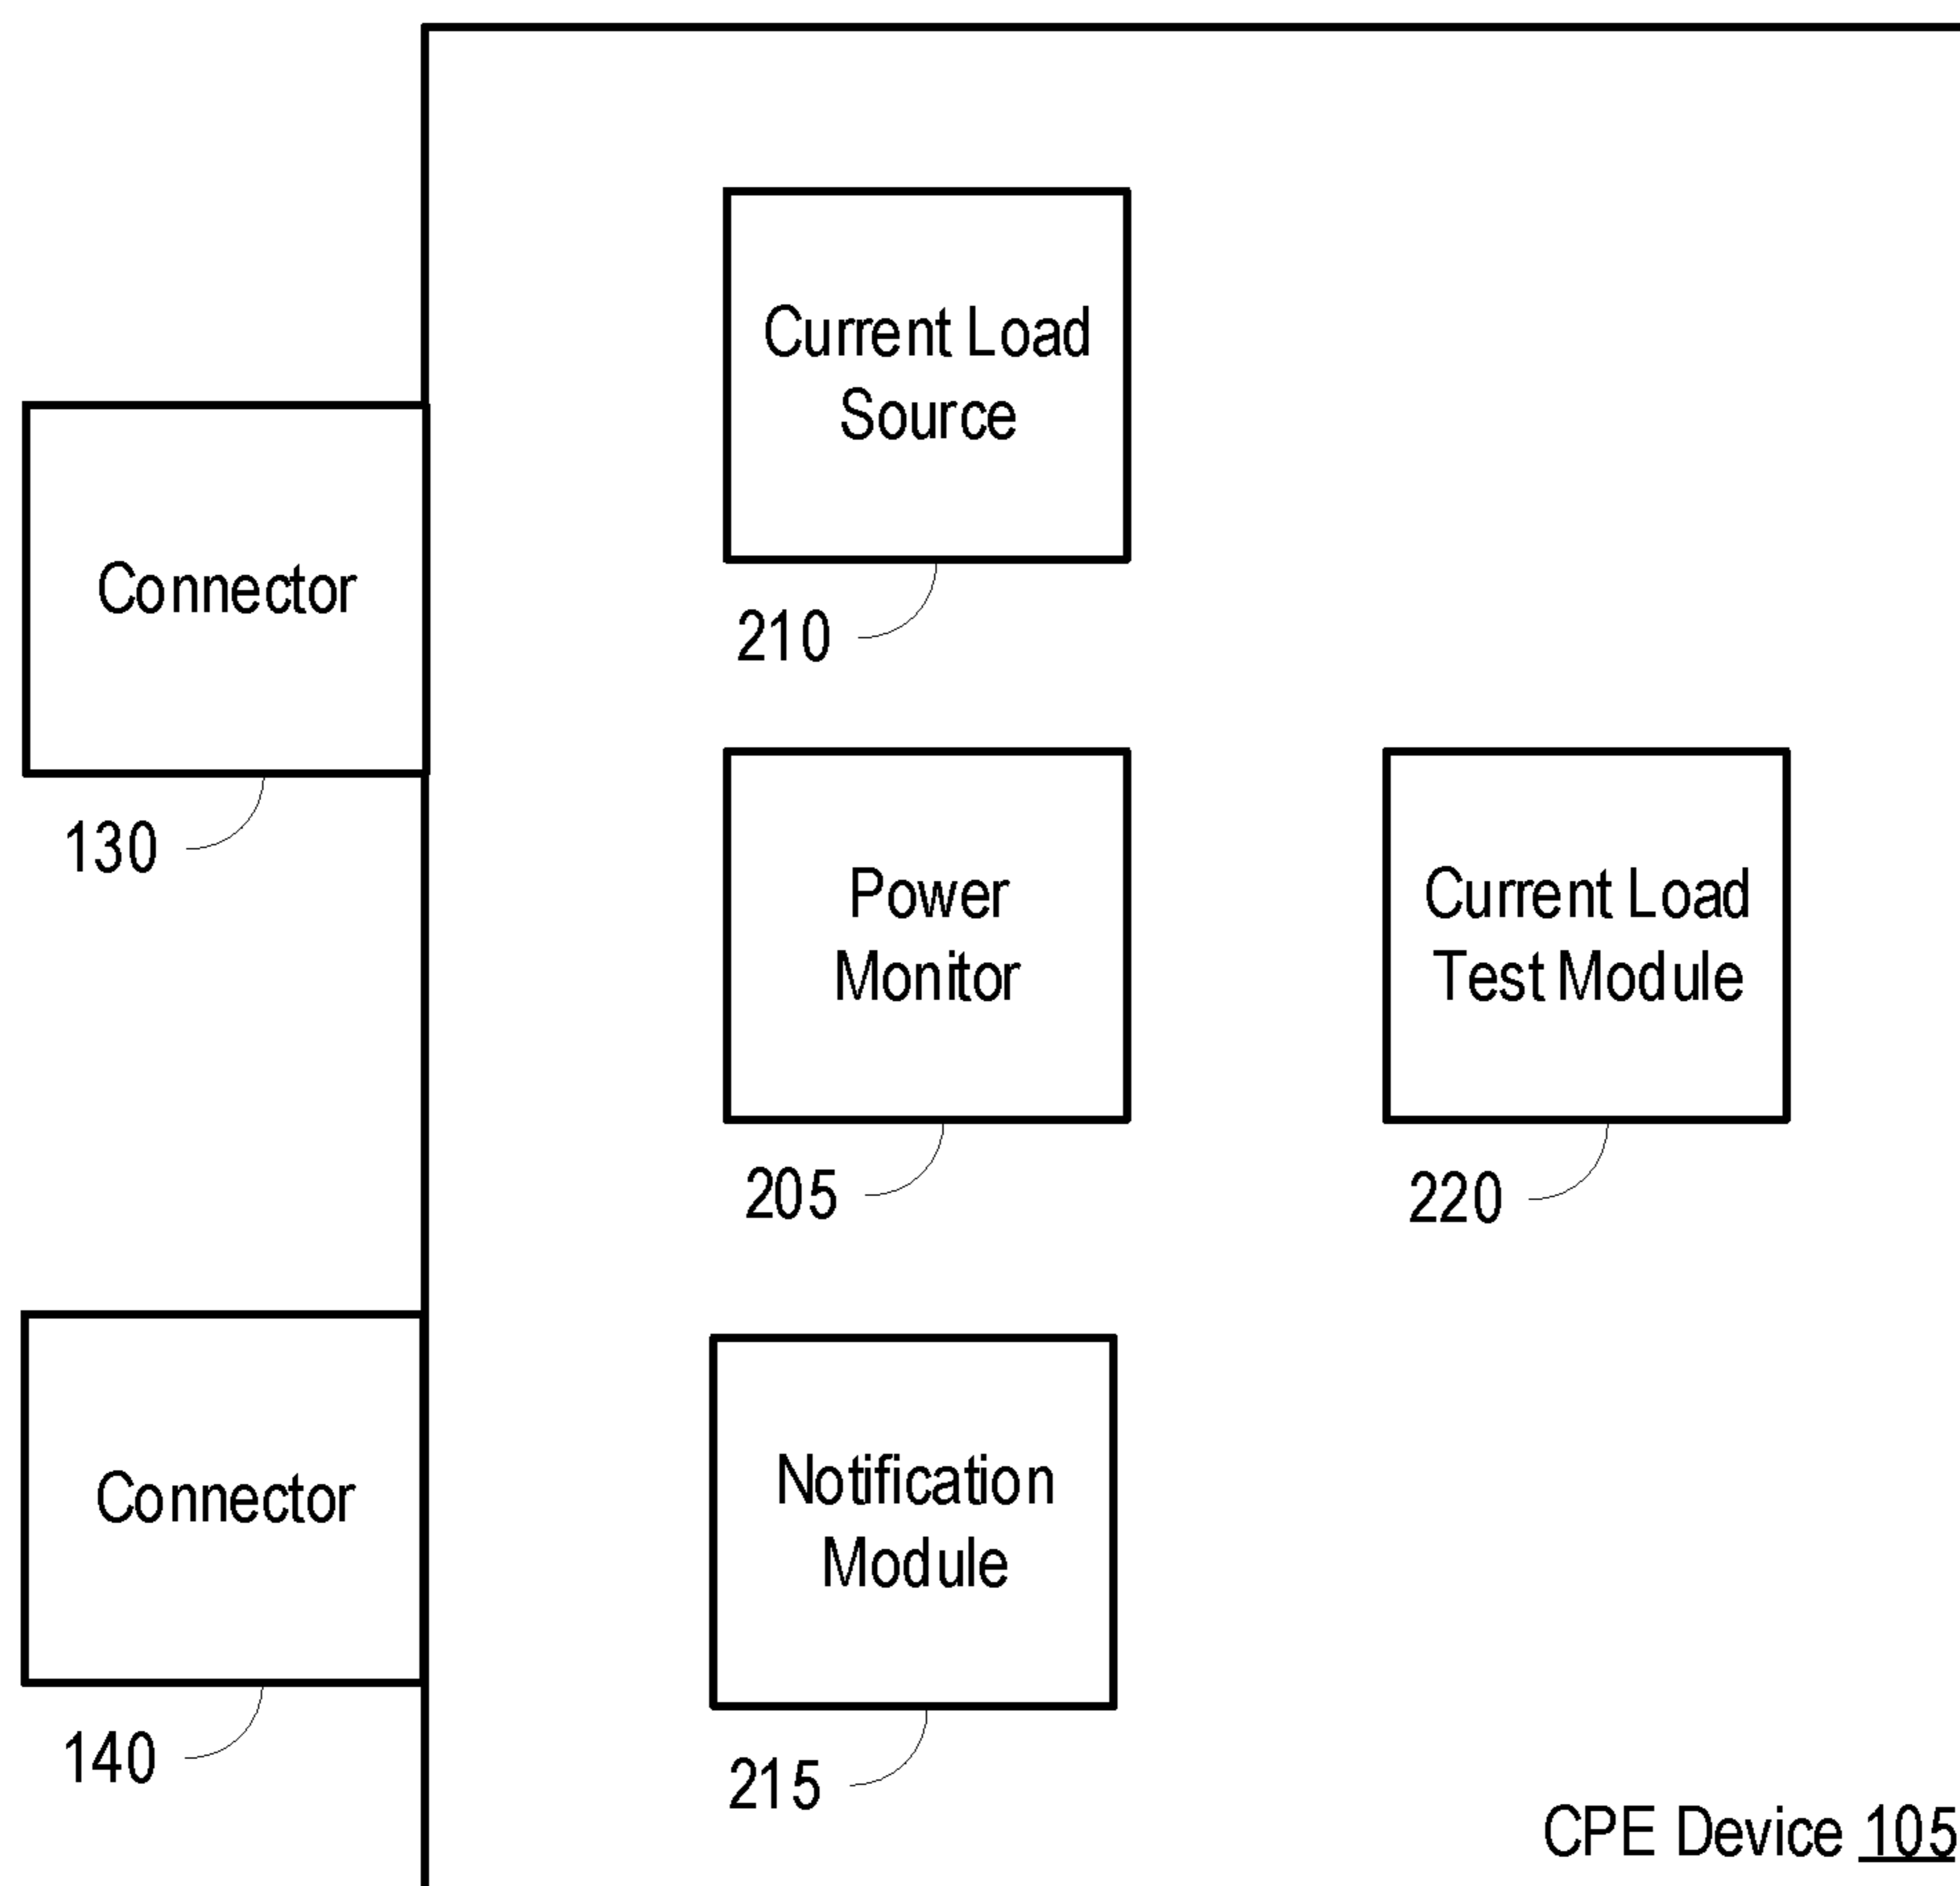 Current Load
Source
210
Connector
130
Power
Monitor
205
Current Load
Test Module
220
Connector
140
Notification
Module
215
CPE Device 105